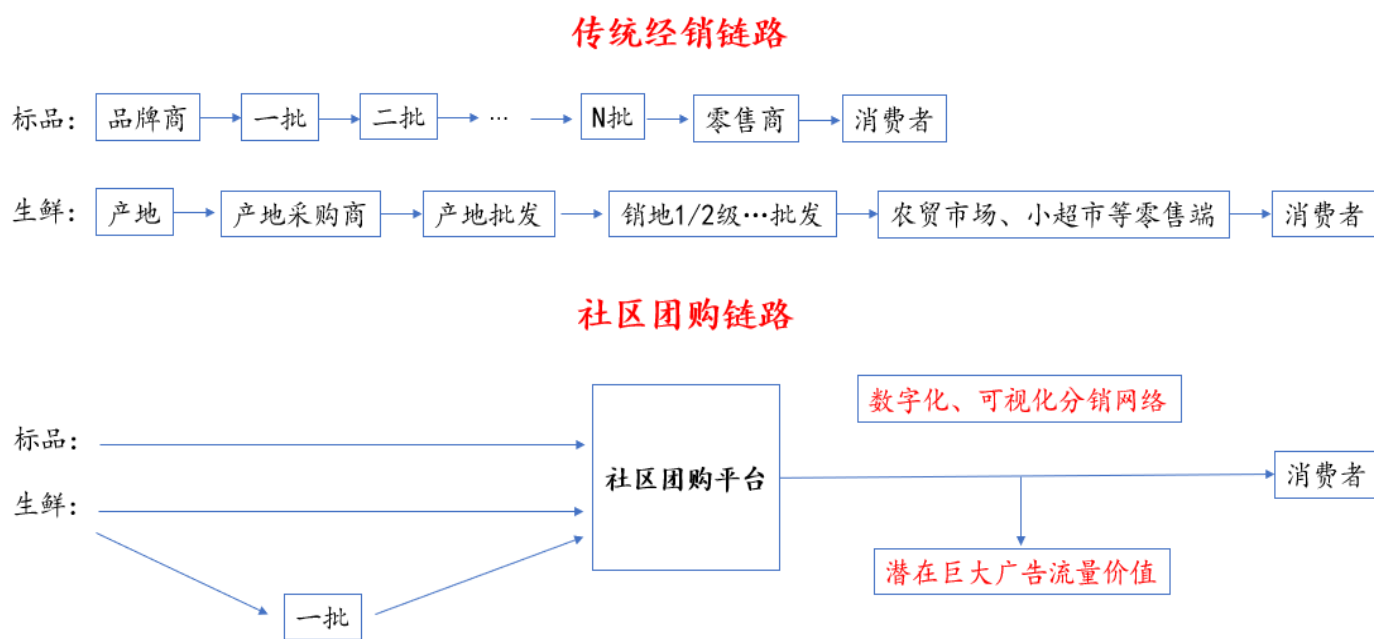 传统经销链路
标品： 品牌商 一批 二批 … N批 零售商 消费者
生鲜： 产地 产地采购商 产地批发 销地1/2级…批发 农贸市场、小超市等零售端 消费者
社区团购链路
数字化、可视化分销网络
标品：
社区团购平台 消费者
生鲜：
潜在巨大广告流量价值
一批